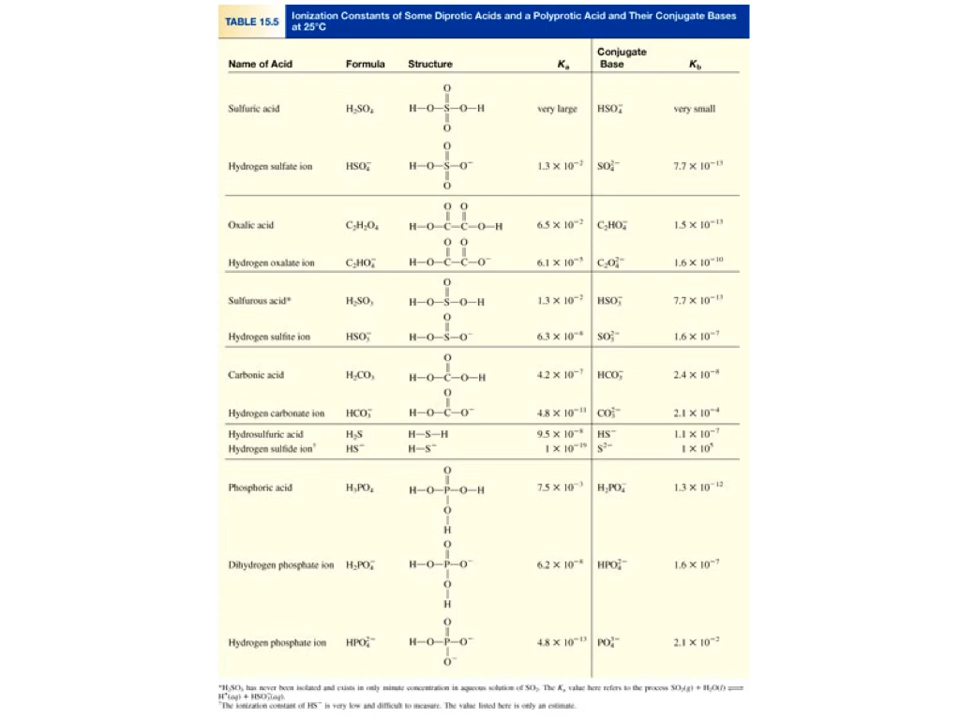 TABLE 15.5
Ionization Constants of Some Diprotic Acids and a Polyprotic Acid and Their Conjugate Bases
at 25°C
Name of Acid Formula Structure Kₐ Conjugate Base K_b
Sulfuric acid H₂SO₄ H—O—S—O—H O O very large HSO₄⁻ very small
Hydrogen sulfate ion HSO₄⁻ H—O—S—O⁻ O O 1.3 × 10⁻² SO₄²⁻ 7.7 × 10⁻¹³
Oxalic acid C₂H₂O₄ O O H—O—C—C—O—H 6.5 × 10⁻² C₂HO₄⁻ 1.5 × 10⁻¹³
Hydrogen oxalate ion C₂HO₄⁻ O O H—O—C—C—O⁻ 6.1 × 10⁻⁵ C₂O₄²⁻ 1.6 × 10⁻¹⁰
Sulfurous acid* H₂SO₃ O H—O—S—O—H 1.3 × 10⁻² HSO₃⁻ 7.7 × 10⁻¹³
Hydrogen sulfite ion HSO₃⁻ O H—O—S—O⁻ 6.3 × 10⁻⁸ SO₃²⁻ 1.6 × 10⁻⁷
Carbonic acid H₂CO₃ O H—O—C—O—H 4.2 × 10⁻⁷ HCO₃⁻ 2.4 × 10⁻⁸
Hydrogen carbonate ion HCO₃⁻ O H—O—C—O⁻ 4.8 × 10⁻¹¹ CO₃²⁻ 2.1 × 10⁻⁴
Hydrosulfuric acid H₂S H—S—H 9.5 × 10⁻⁸ HS⁻ 1.1 × 10⁻⁷
Hydrogen sulfide ion† HS⁻ H—S⁻ 1 × 10⁻¹⁹ S²⁻ 1 × 10⁵
Phosphoric acid H₃PO₄ O H—O—P—O—H O H 7.5 × 10⁻³ H₂PO₄⁻ 1.3 × 10⁻¹²
Dihydrogen phosphate ion H₂PO₄⁻ O H—O—P—O⁻ O H 6.2 × 10⁻⁸ HPO₄²⁻ 1.6 × 10⁻⁷
Hydrogen phosphate ion HPO₄²⁻ O H—O—P—O⁻ O⁻ 4.8 × 10⁻¹³ PO₄³⁻ 2.1 × 10⁻²
*H₂SO₃ has never been isolated and exists in only minute concentration in aqueous solution of SO₂. The Kₐ value here refers to the process SO₂(g) + H₂O(l) ⇌
H⁺(aq) + HSO₃⁻(aq).
†The ionization constant of HS⁻ is very low and difficult to measure. The value listed here is only an estimate.